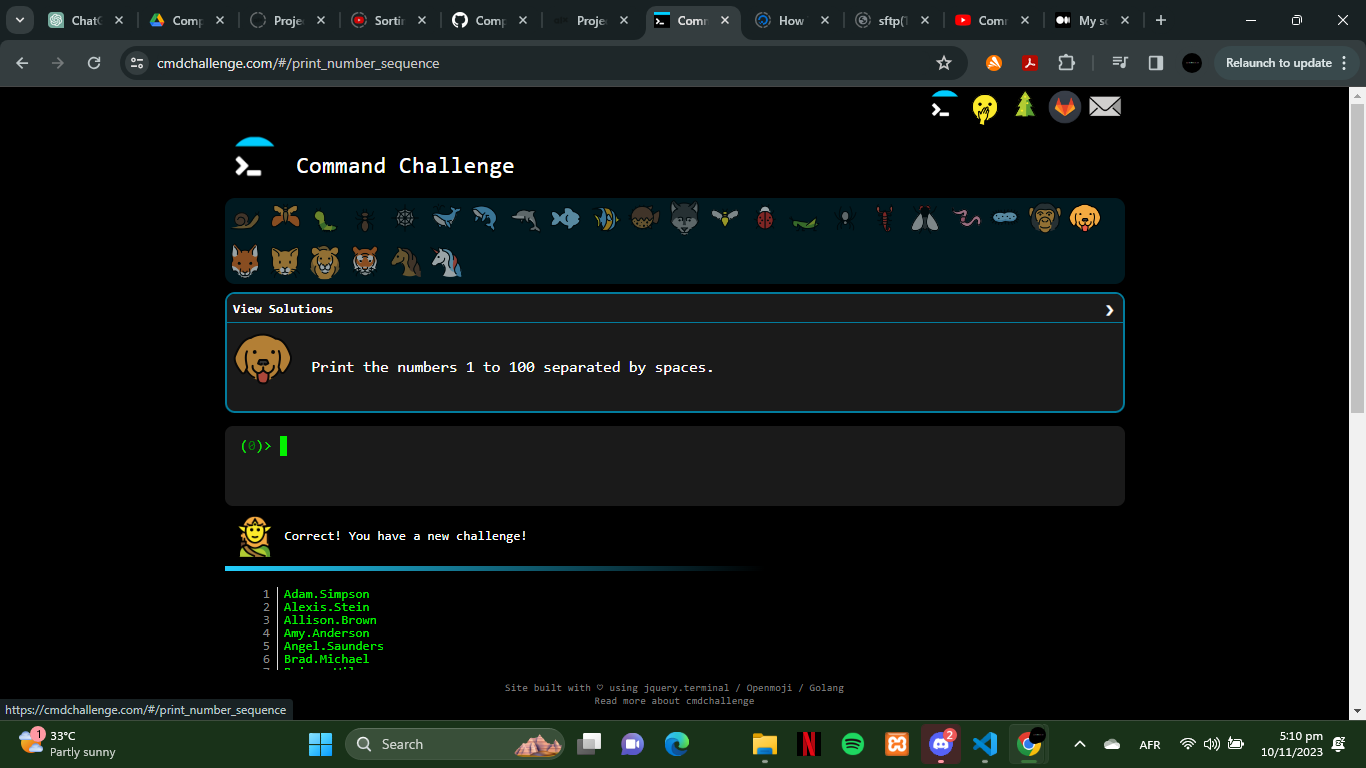 ChatG
Comp
Proje
Sortin
Comp
Proje
Comm
How
sftp(1
Comr
My sc
cmdchallenge.com/#/print_number_sequence
Relaunch to update
Command Challenge
View Solutions
Print the numbers 1 to 100 separated by spaces.
(0)>
Correct! You have a new challenge!
1 Adam.Simpson
2 Alexis.Stein
3 Allison.Brown
4 Amy.Anderson
5 Angel.Saunders
6 Brad.Michael
Site built with ♡ using jquery.terminal / Openmoji / Golang
Read more about cmdchallenge
https://cmdchallenge.com/#/print_number_sequence
1
33°C
Partly sunny
Search
2
AFR
5:10 pm
10/11/2023